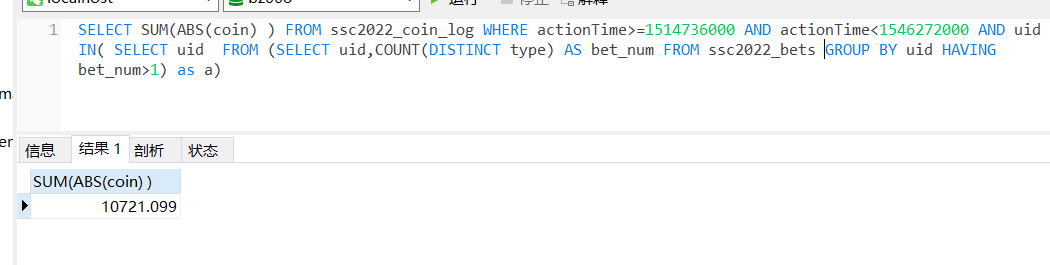 localhost
运行
停止
解释
1
SELECT SUM(ABS(coin) ) FROM ssc2022_coin_log WHERE actionTime>=1514736000 AND actionTime<1546272000 AND uid
IN( SELECT uid  FROM (SELECT uid,COUNT(DISTINCT type) AS bet_num FROM ssc2022_bets GROUP BY uid HAVING
bet_num>1) as a)
信息
结果 1
剖析
状态
SUM(ABS(coin) )
10721.099